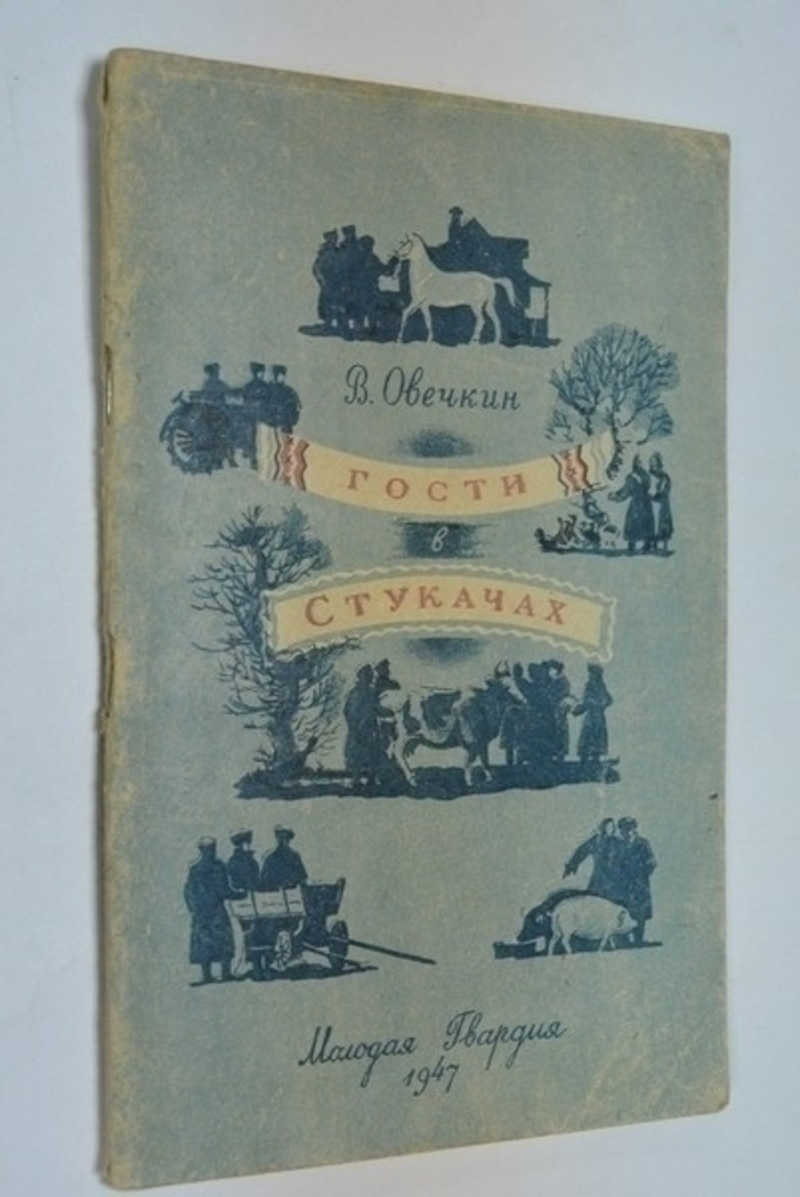 В. Овечкин
ГОСТИ
в
СТУКАЧАХ
Молодая Гвардия
1947